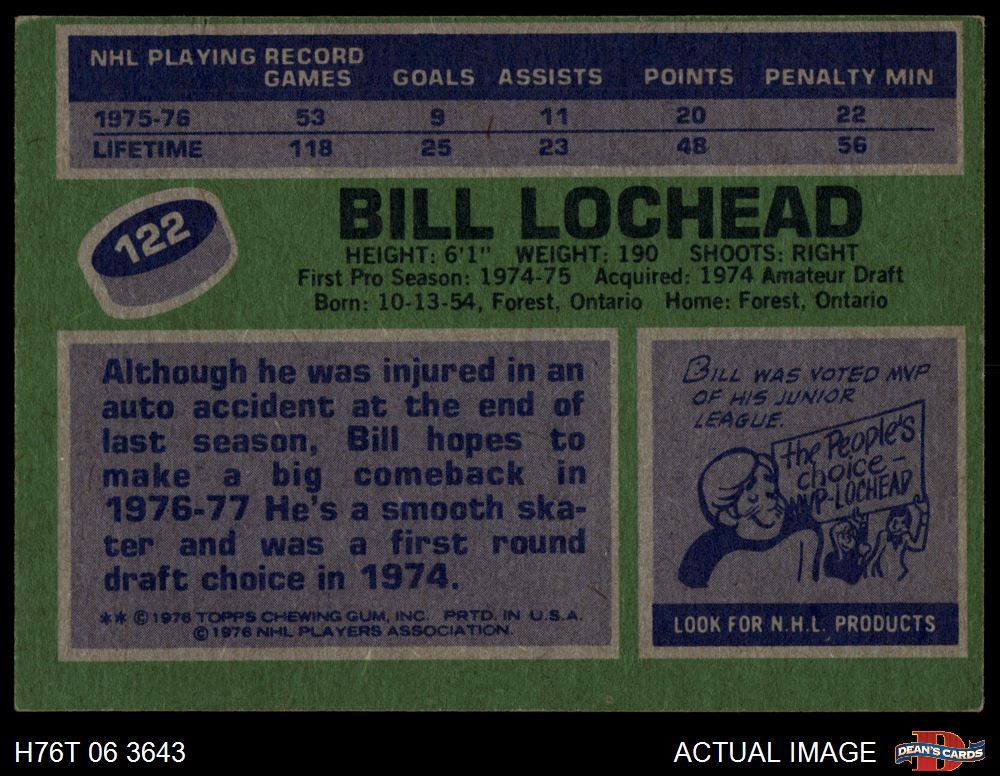 NHL PLAYING RECORD
GAMES GOALS ASSISTS POINTS PENALTY MIN
1975-76 53 9 11 20 22
LIFETIME 118 25 23 48 56
122
BILL LOCHEAD
HEIGHT: 6'1" WEIGHT: 190 SHOOTS: RIGHT
First Pro Season: 1974-75 Acquired: 1974 Amateur Draft
Born: 10-13-54, Forest, Ontario Home: Forest, Ontario
Although he was injured in an
auto accident at the end of
last season, Bill hopes to
make a big comeback in
1976-77 He's a smooth ska-
ter and was a first round
draft choice in 1974.
** ©1976 TOPPS CHEWING GUM, INC. PRTD. IN U.S.A.
©1976 NHL PLAYERS ASSOCIATION.
BILL WAS VOTED MVP
OF HIS JUNIOR
LEAGUE.
the People's
choice-
MVP-LOCHEAD
LOOK FOR N.H.L. PRODUCTS
H76T 06 3643
ACTUAL IMAGE
DEAN'S CARDS